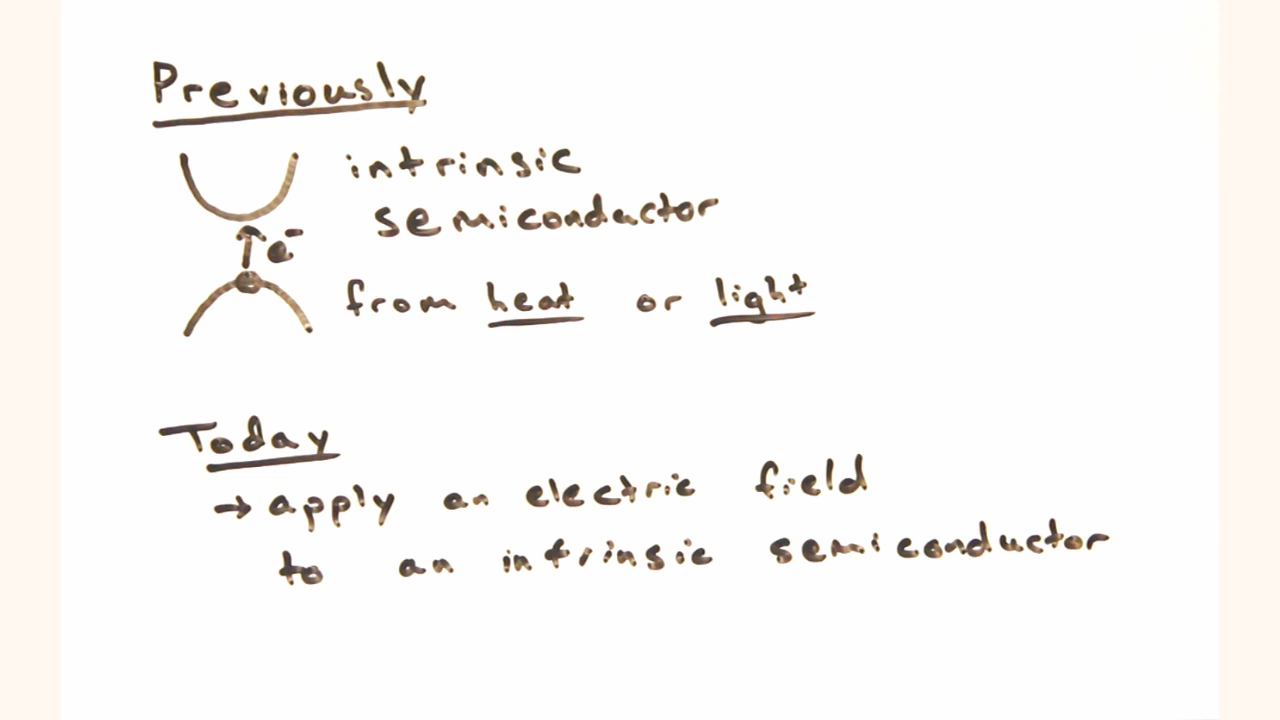 Previously
intrinsic
semiconductor
e-
from heat or light
Today
→ apply an electric field
to an intrinsic semiconductor